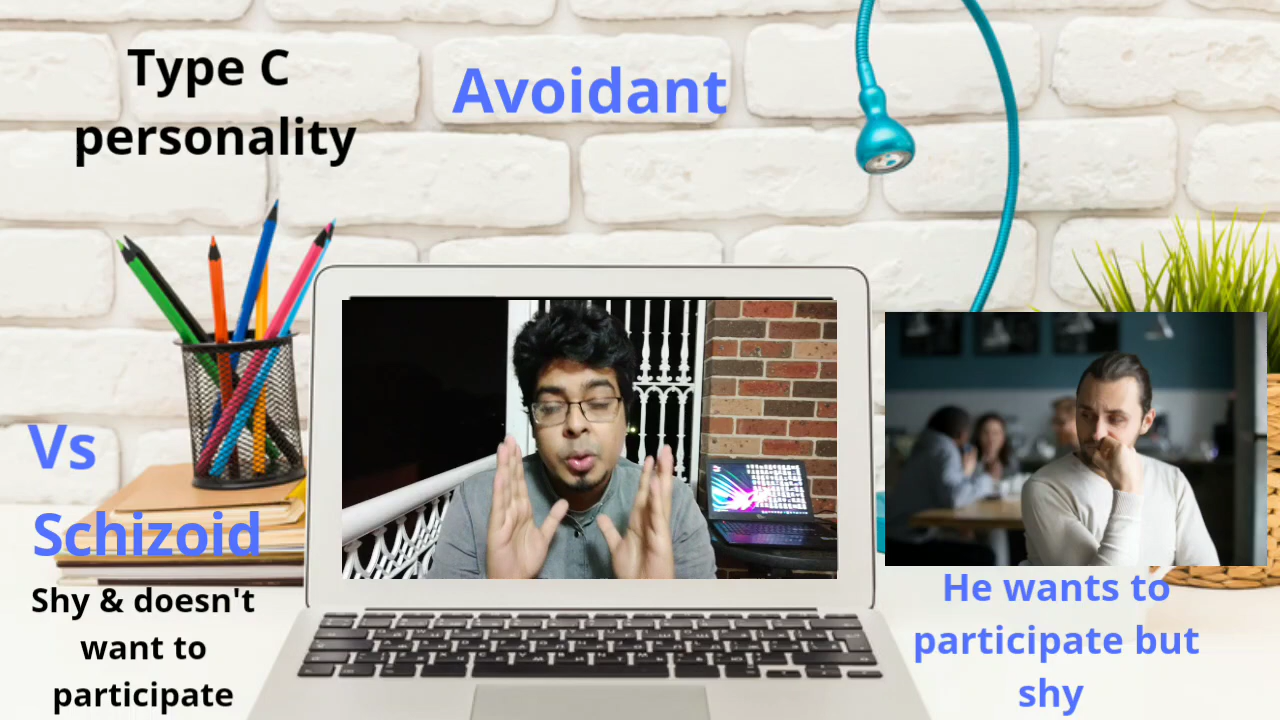 Type C
personality
Avoidant
Vs
Schizoid
Shy & doesn't
want to
participate
He wants to
participate but
shy